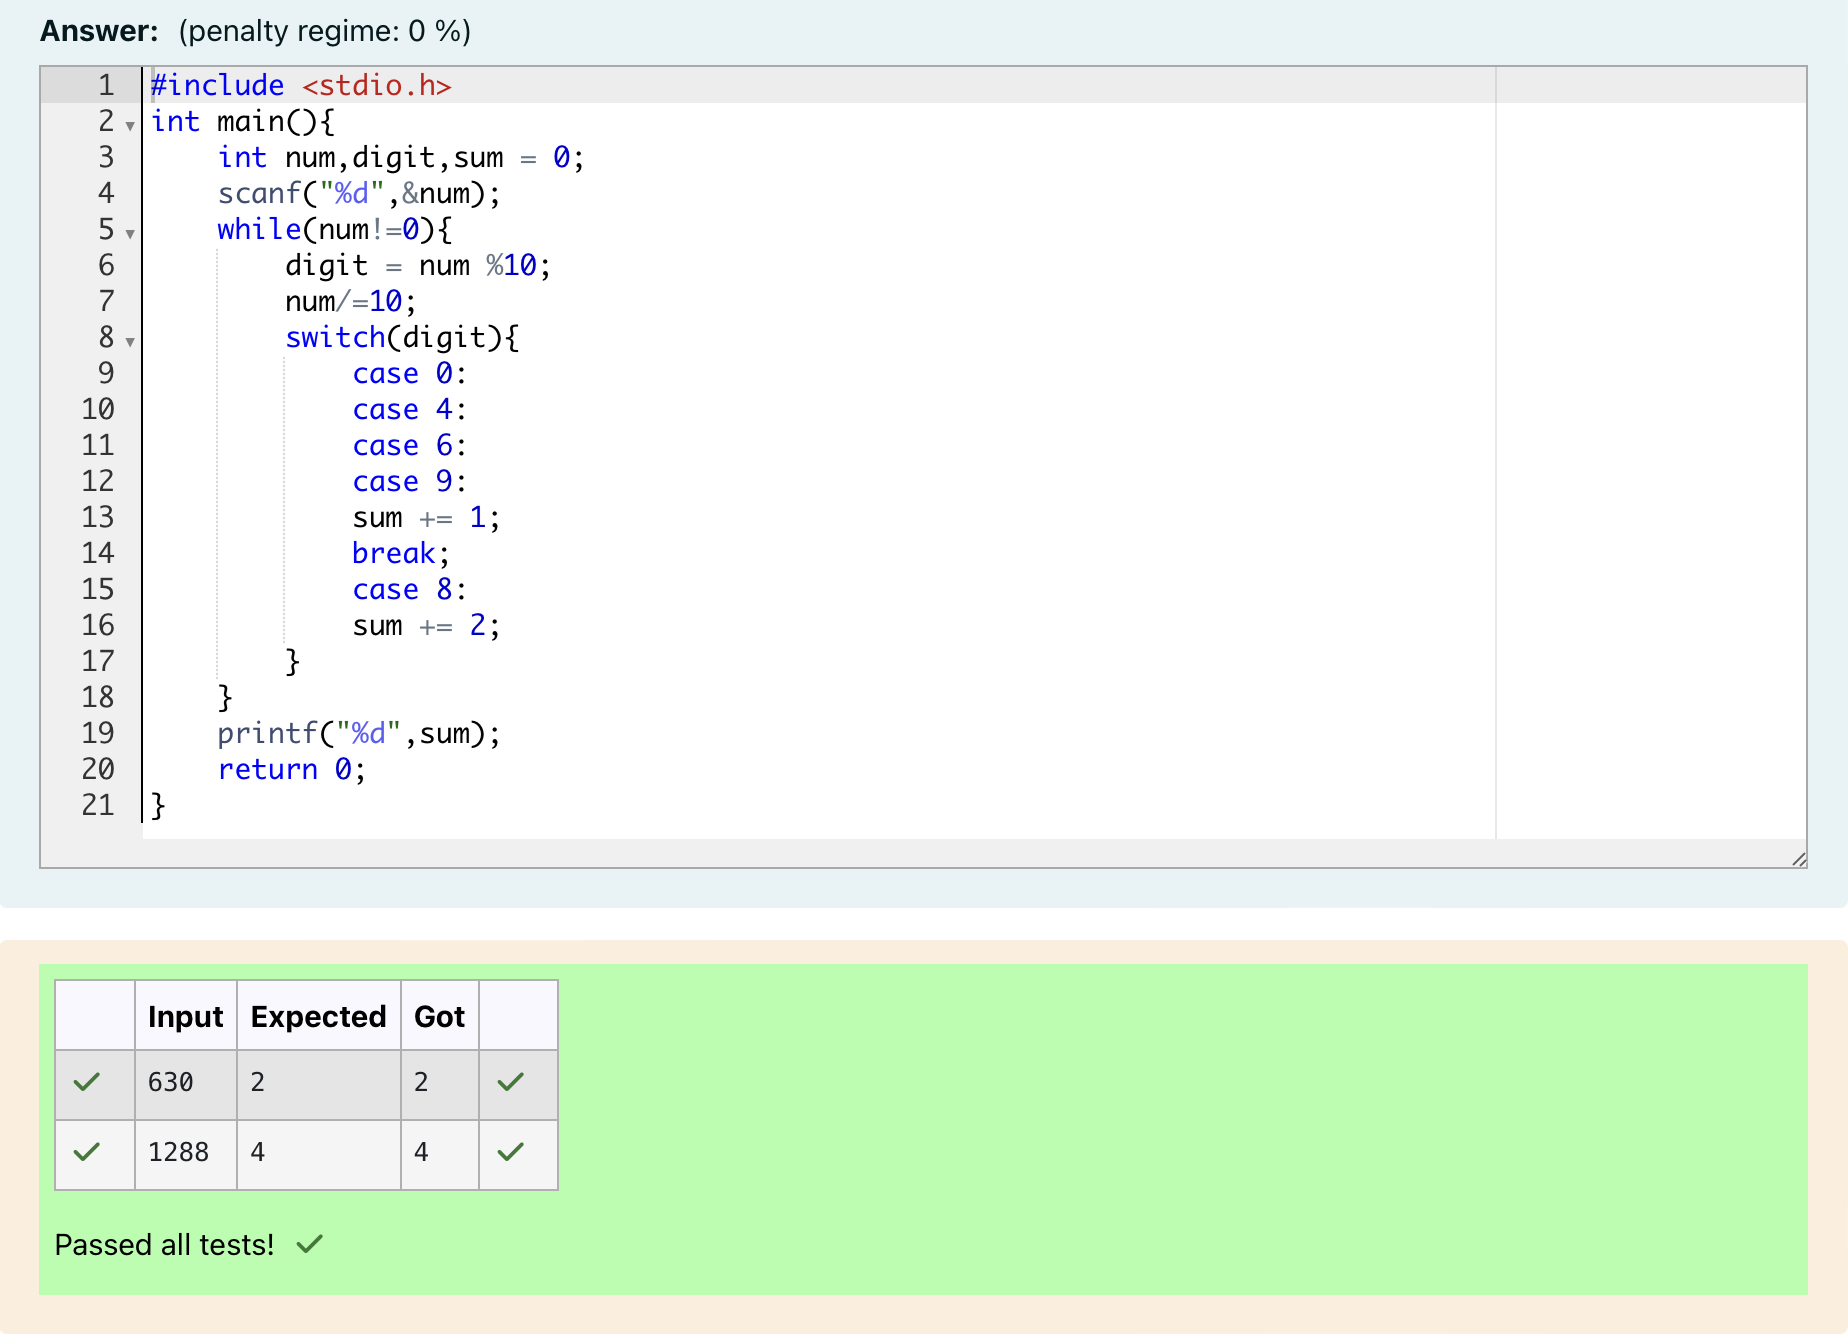 Answer: (penalty regime: 0 %)
1 #include <stdio.h>
2 int main(){
3     int num,digit,sum = 0;
4     scanf("%d",&num);
5     while(num!=0){
6         digit = num %10;
7         num/=10;
8         switch(digit){
9             case 0:
10             case 4:
11             case 6:
12             case 9:
13             sum += 1;
14             break;
15             case 8:
16             sum += 2;
17         }
18     }
19     printf("%d",sum);
20     return 0;
21 }
Input Expected Got
630 2 2
1288 4 4
Passed all tests!